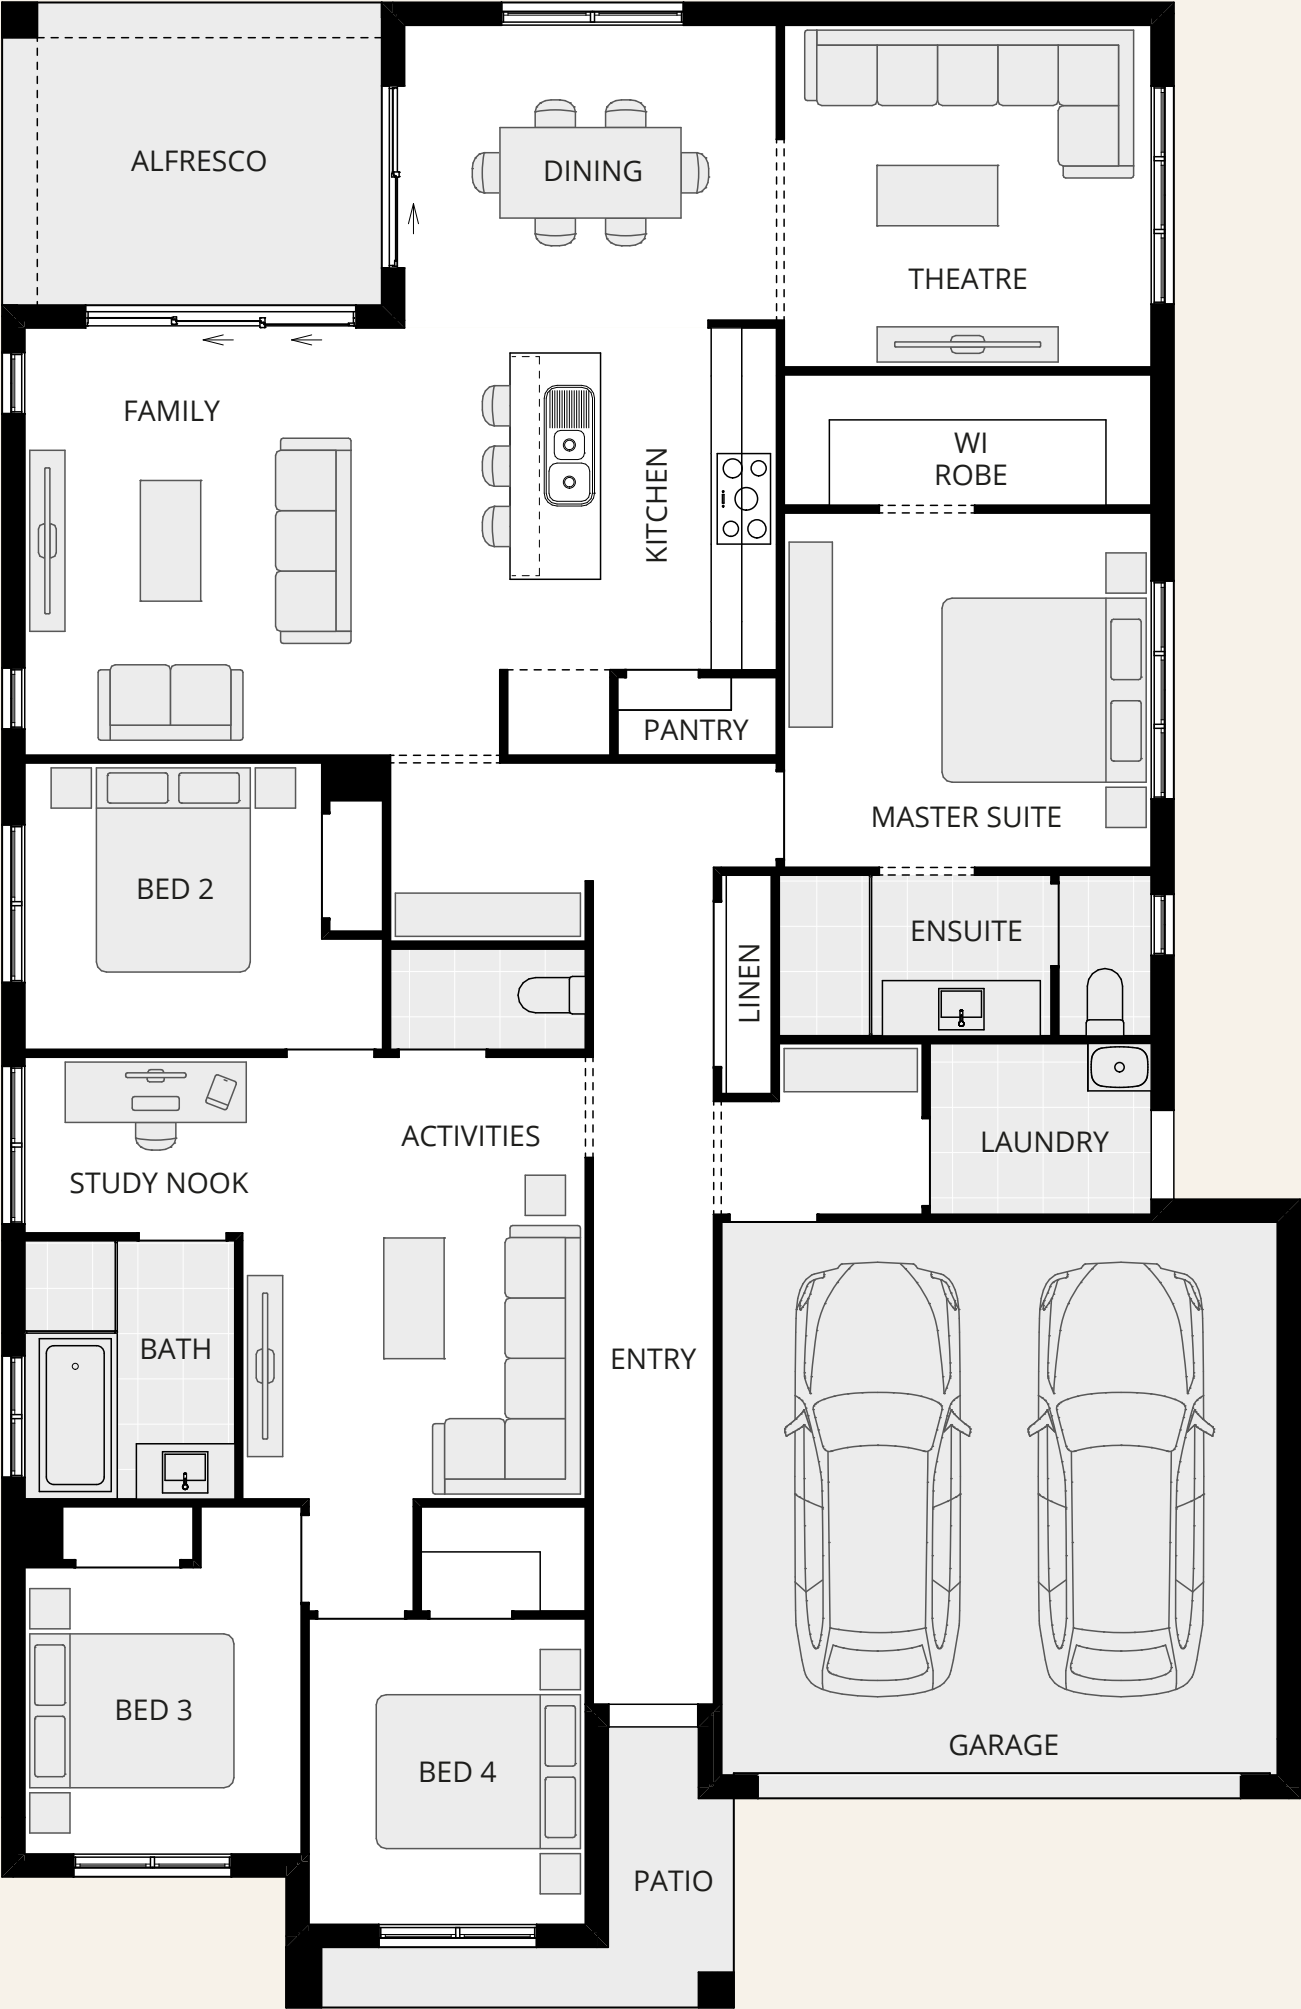 ALFRESCO
DINING
THEATRE
FAMILY
KITCHEN
WI
ROBE
PANTRY
MASTER SUITE
BED 2
ENSUITE
LINEN
ACTIVITIES
LAUNDRY
STUDY NOOK
BATH
ENTRY
BED 3
GARAGE
BED 4
PATIO